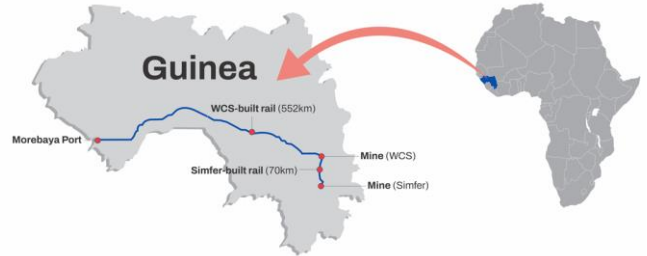 Guinea
WCS-built rail (552km)
Morebaya Port
Mine (WCS)
Simfer-built rail (70km)
Mine (Simfer)